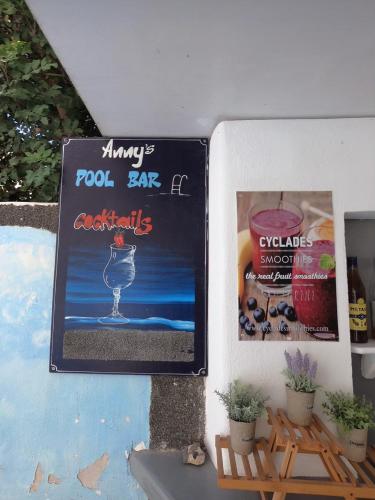 Anny's
POOL BAR
Cocktails
CYCLADES
SMOOTHIES
the real fruit smoothies